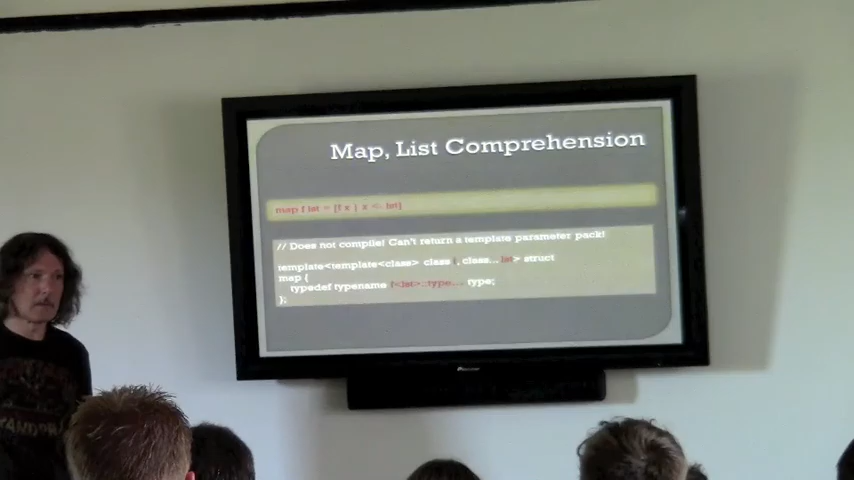 Map, List Comprehension
map f lst = [f x | x <- lst]
// Does not compile! Can't return a template parameter pack!
template<template<class> class f, class... lst> struct
map {
typedef typename f<lst>::type... type;
};